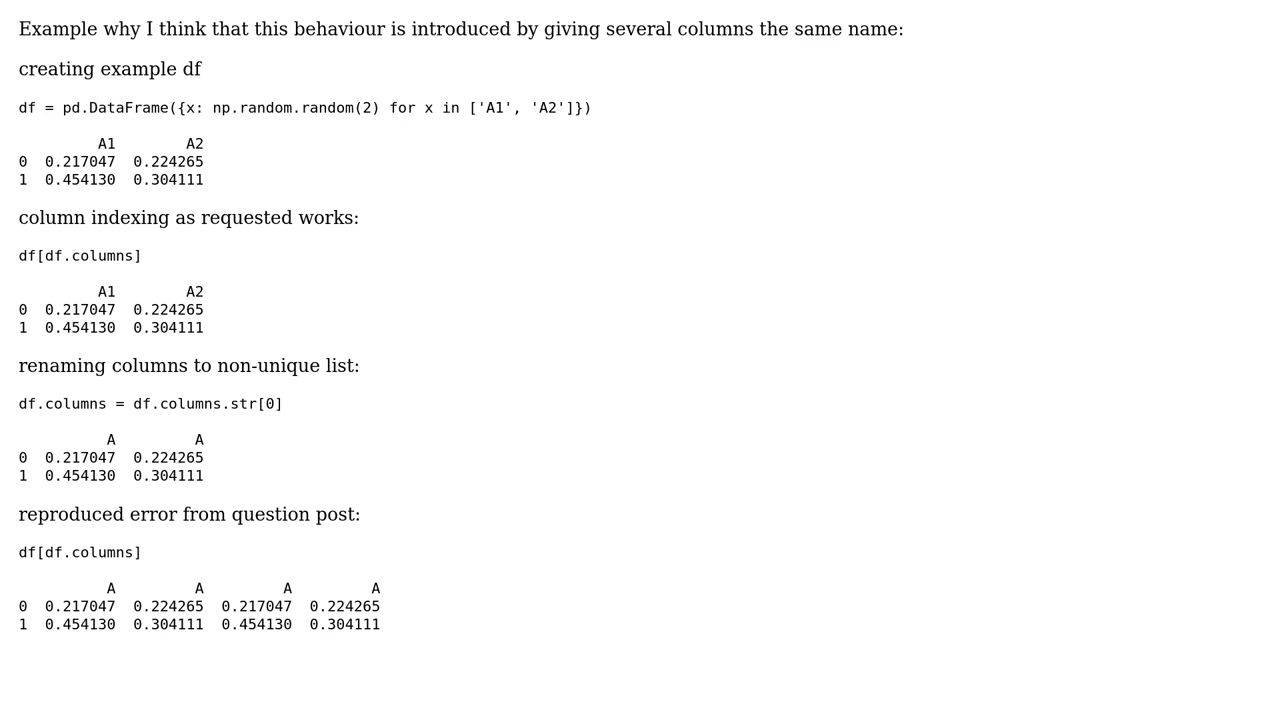 Example why I think that this behaviour is introduced by giving several columns the same name:
creating example df
df = pd.DataFrame({x: np.random.random(2) for x in ['A1', 'A2']})
         A1        A2
0  0.217047  0.224265
1  0.454130  0.304111
column indexing as requested works:
df[df.columns]
         A1        A2
0  0.217047  0.224265
1  0.454130  0.304111
renaming columns to non-unique list:
df.columns = df.columns.str[0]
          A         A
0  0.217047  0.224265
1  0.454130  0.304111
reproduced error from question post:
df[df.columns]
          A         A         A         A
0  0.217047  0.224265  0.217047  0.224265
1  0.454130  0.304111  0.454130  0.304111